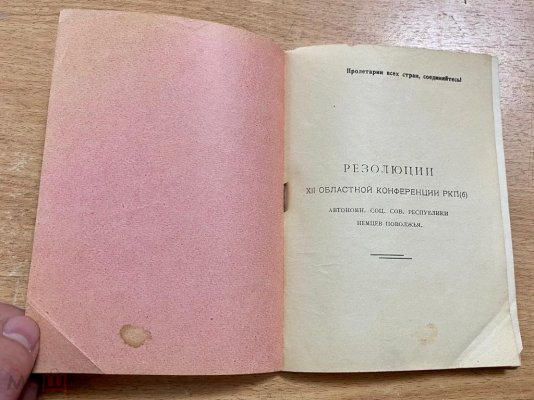 Пролетарии всех стран, соединяйтесь!
РЕЗОЛЮЦИИ
XII ОБЛАСТНОЙ КОНФЕРЕНЦИИ РКП(б)
АВТОНОМН. СОЦ. СОВ. РЕСПУБЛИКИ
НЕМЦЕВ ПОВОЛЖЬЯ.